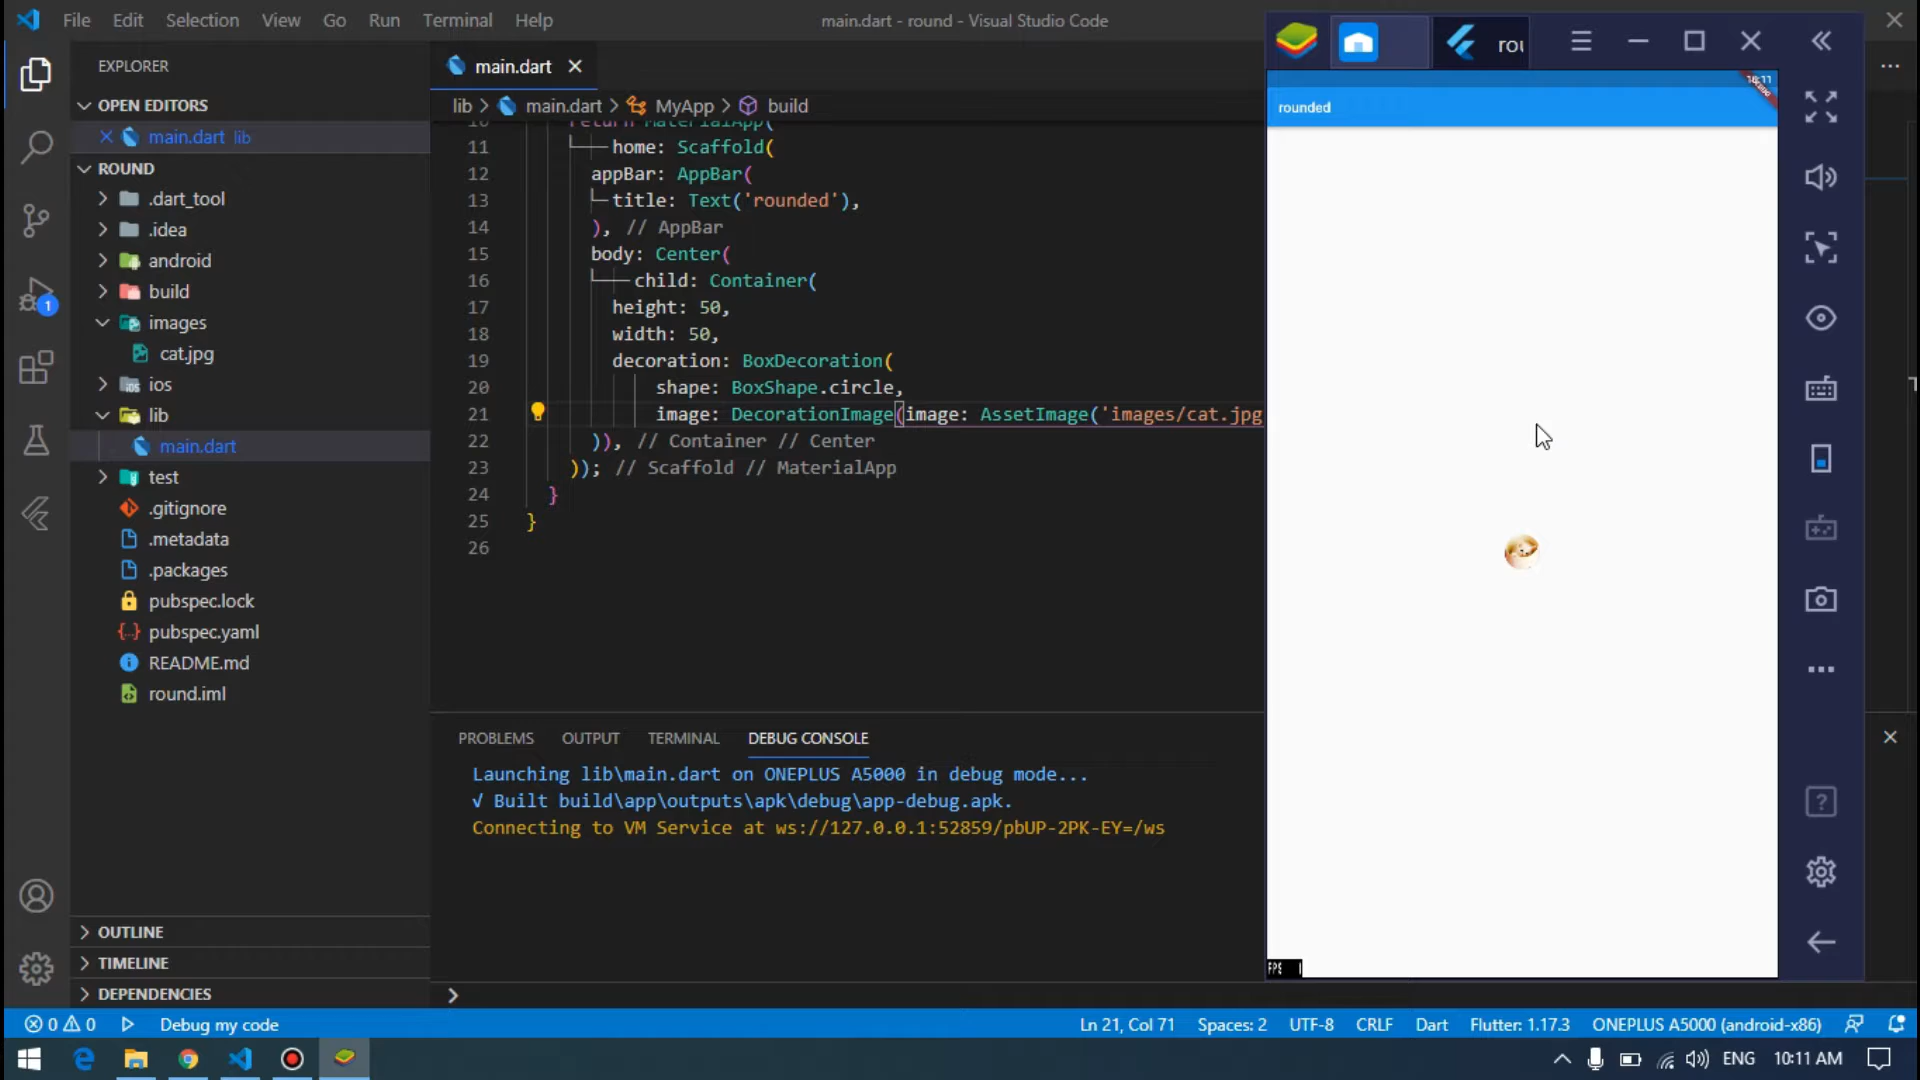 File Edit Selection View Go Run Terminal Help
main.dart - round - Visual Studio Code
EXPLORER
OPEN EDITORS
main.dart lib
ROUND
.dart_tool
.idea
android
build
images
cat.jpg
ios
lib
main.dart
test
.gitignore
.metadata
.packages
pubspec.lock
pubspec.yaml
README.md
round.iml
OUTLINE
TIMELINE
DEPENDENCIES
main.dart
lib > main.dart > MyApp > build
10 return MaterialApp(
11 home: Scaffold(
12 appBar: AppBar(
13 title: Text('rounded'),
14 ), // AppBar
15 body: Center(
16 child: Container(
17 height: 50,
18 width: 50,
19 decoration: BoxDecoration(
20 shape: BoxShape.circle,
21 image: DecorationImage(image: AssetImage('images/cat.jpg
22 )), // Container // Center
23 )); // Scaffold // MaterialApp
24 }
25 }
26
PROBLEMS OUTPUT TERMINAL DEBUG CONSOLE
Launching lib\main.dart on ONEPLUS A5000 in debug mode...
√ Built build\app\outputs\apk\debug\app-debug.apk.
Connecting to VM Service at ws://127.0.0.1:52859/pbUP-2PK-EY=/ws
rou
10:11
rounded
FPS
0 0 Debug my code
Ln 21, Col 71 Spaces: 2 UTF-8 CRLF Dart Flutter: 1.17.3 ONEPLUS A5000 (android-x86)
ENG 10:11 AM